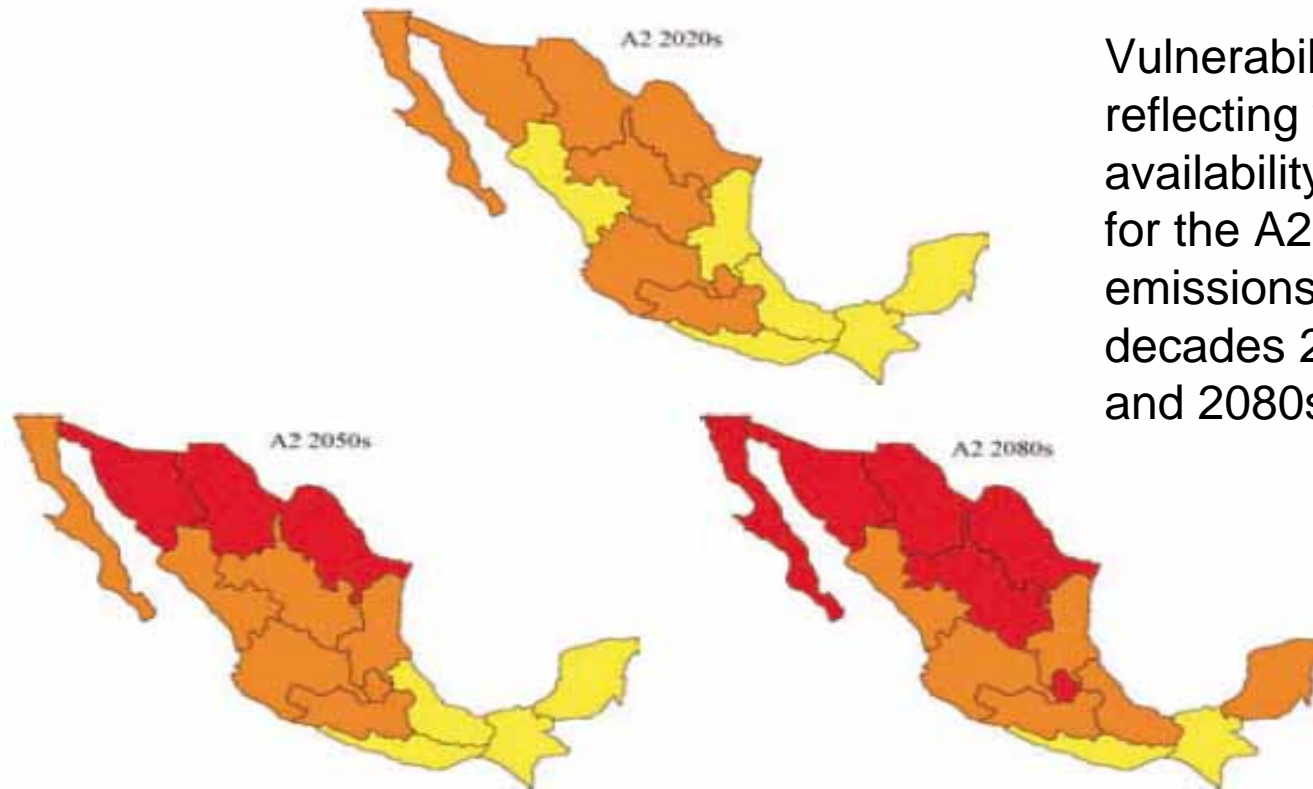 A2 2020s
Vulnerabil
reflecting
availability
for the A2
emissions
decades 2
and 2080s
A2 2050s
A2 2080s